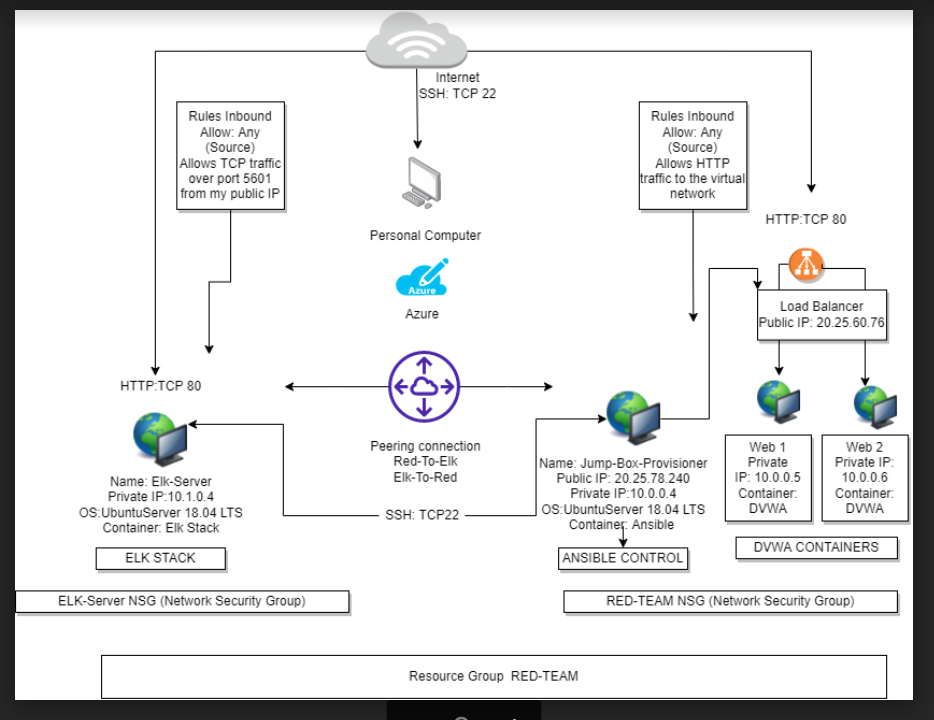 Internet
SSH: TCP 22
Rules Inbound
Allow: Any
(Source)
Allows TCP traffic
over port 5601
from my public IP
Rules Inbound
Allow: Any
(Source)
Allows HTTP
traffic to the virtual
network
HTTP:TCP 80
Personal Computer
Azure
Azure
Load Balancer
Public IP: 20.25.60.76
HTTP:TCP 80
Peering connection
Red-To-Elk
Elk-To-Red
Name: Elk-Server
Private IP:10.1.0.4
OS:UbuntuServer 18.04 LTS
Container: Elk Stack
SSH: TCP22
Name: Jump-Box-Provisioner
Public IP: 20.25.78.240
Private IP: 10.0.0.4
OS:UbuntuServer 18.04 LTS
Container: Ansible
Web 1
Private
IP: 10.0.0.5
Container:
DVWA
Web 2
Private IP:
10.0.0.6
Container:
DVWA
ELK STACK
ANSIBLE CONTROL
DVWA CONTAINERS
ELK-Server NSG (Network Security Group)
RED-TEAM NSG (Network Security Group)
Resource Group RED-TEAM